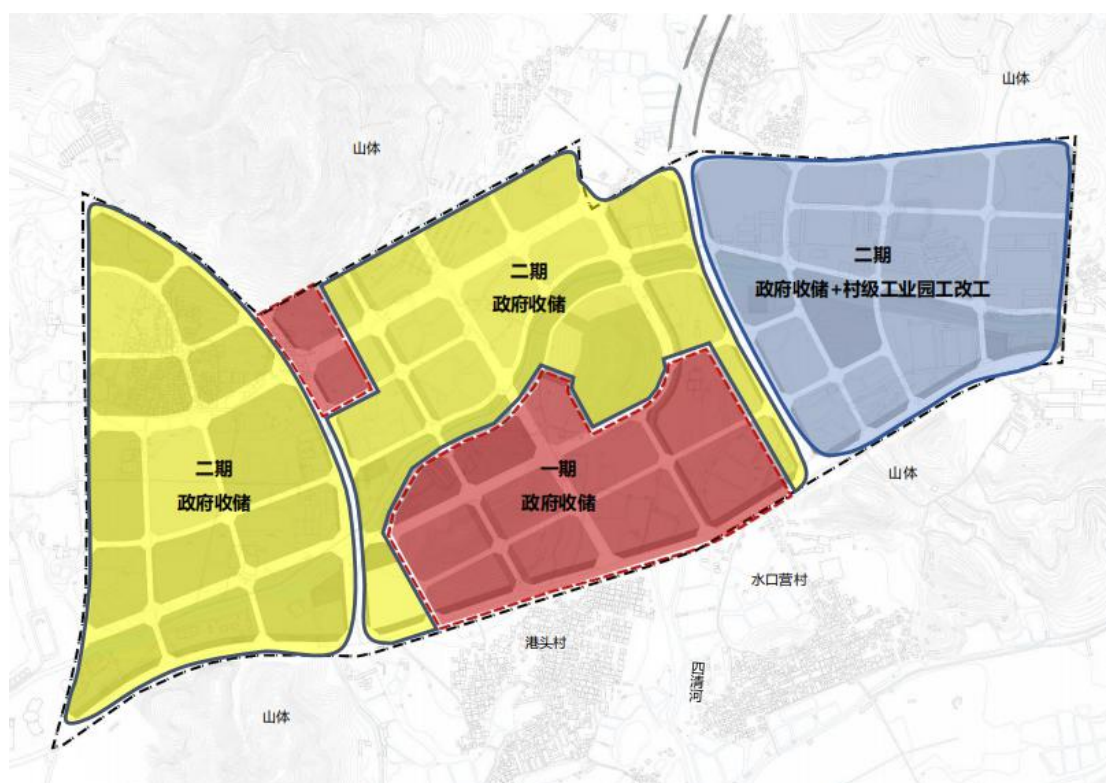 山体
山体
二期
政府收储
二期
政府收储+村级工业园工改工
二期
政府收储
一期
政府收储
山体
水口营村
港头村
四清河
山体